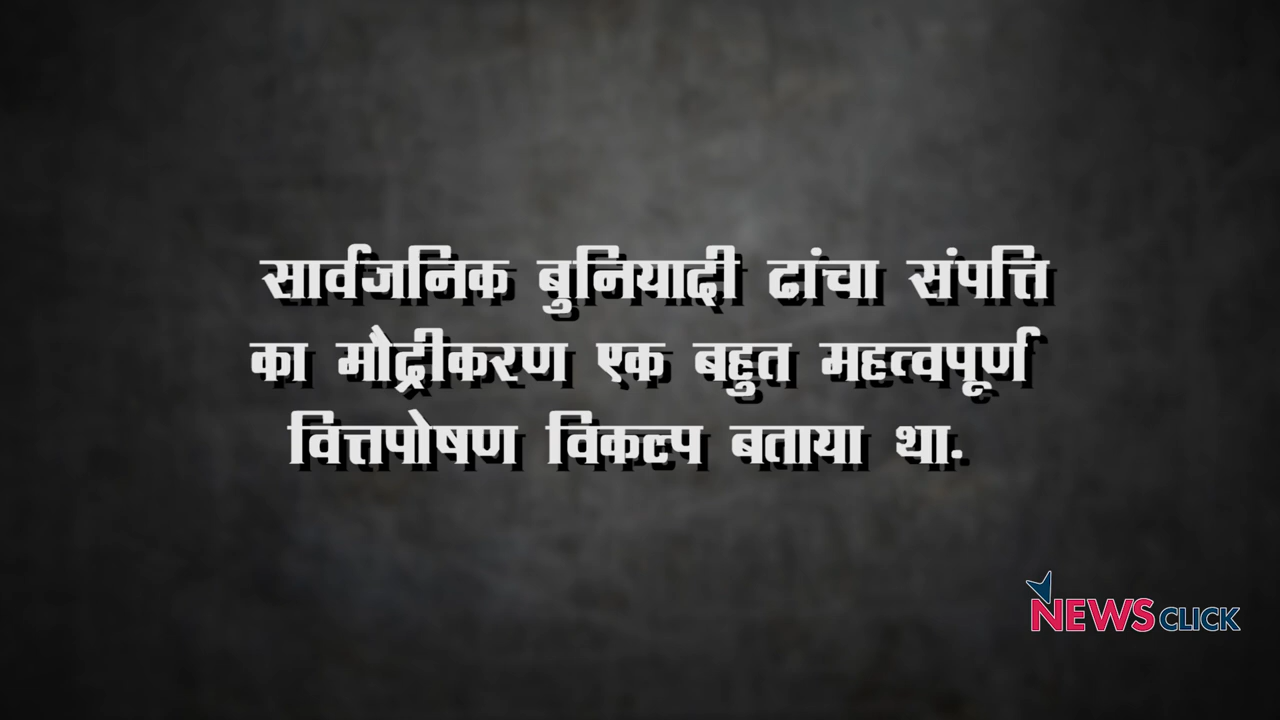 सार्वजनिक बुनियादी ढांचा संपत्ति
का मौद्रीकरण एक बहुत महत्वपूर्ण
वित्तपोषण विकल्प बताया था.
NEWSCLICK